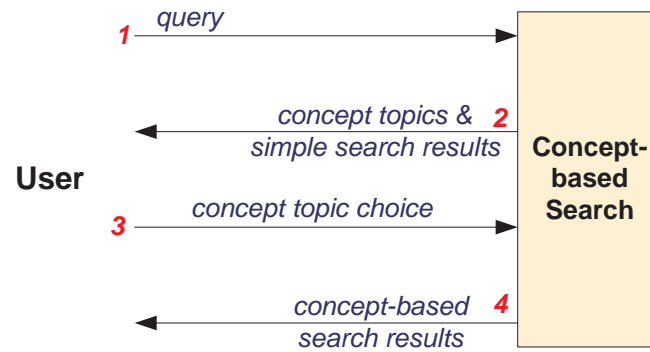 1 query
concept topics & 2
simple search results
Concept-
based
Search
User
3 concept topic choice
concept-based 4
search results